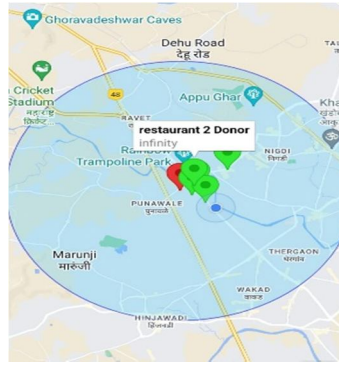 Ghoravadeshwar Caves
Dehu Road
देहू रोड
Cricket
Stadium
48
Appu Ghar
RAVET
restaurant 2 Donor
infinity
Trampoline Park
NIGDI
निगडी
PUNAWALE
पुनावळे
Marunji
मारुंजी
THERGAON
थेरगांव
WAKAD
वाकड
HINJAWADI
हिंजवडी